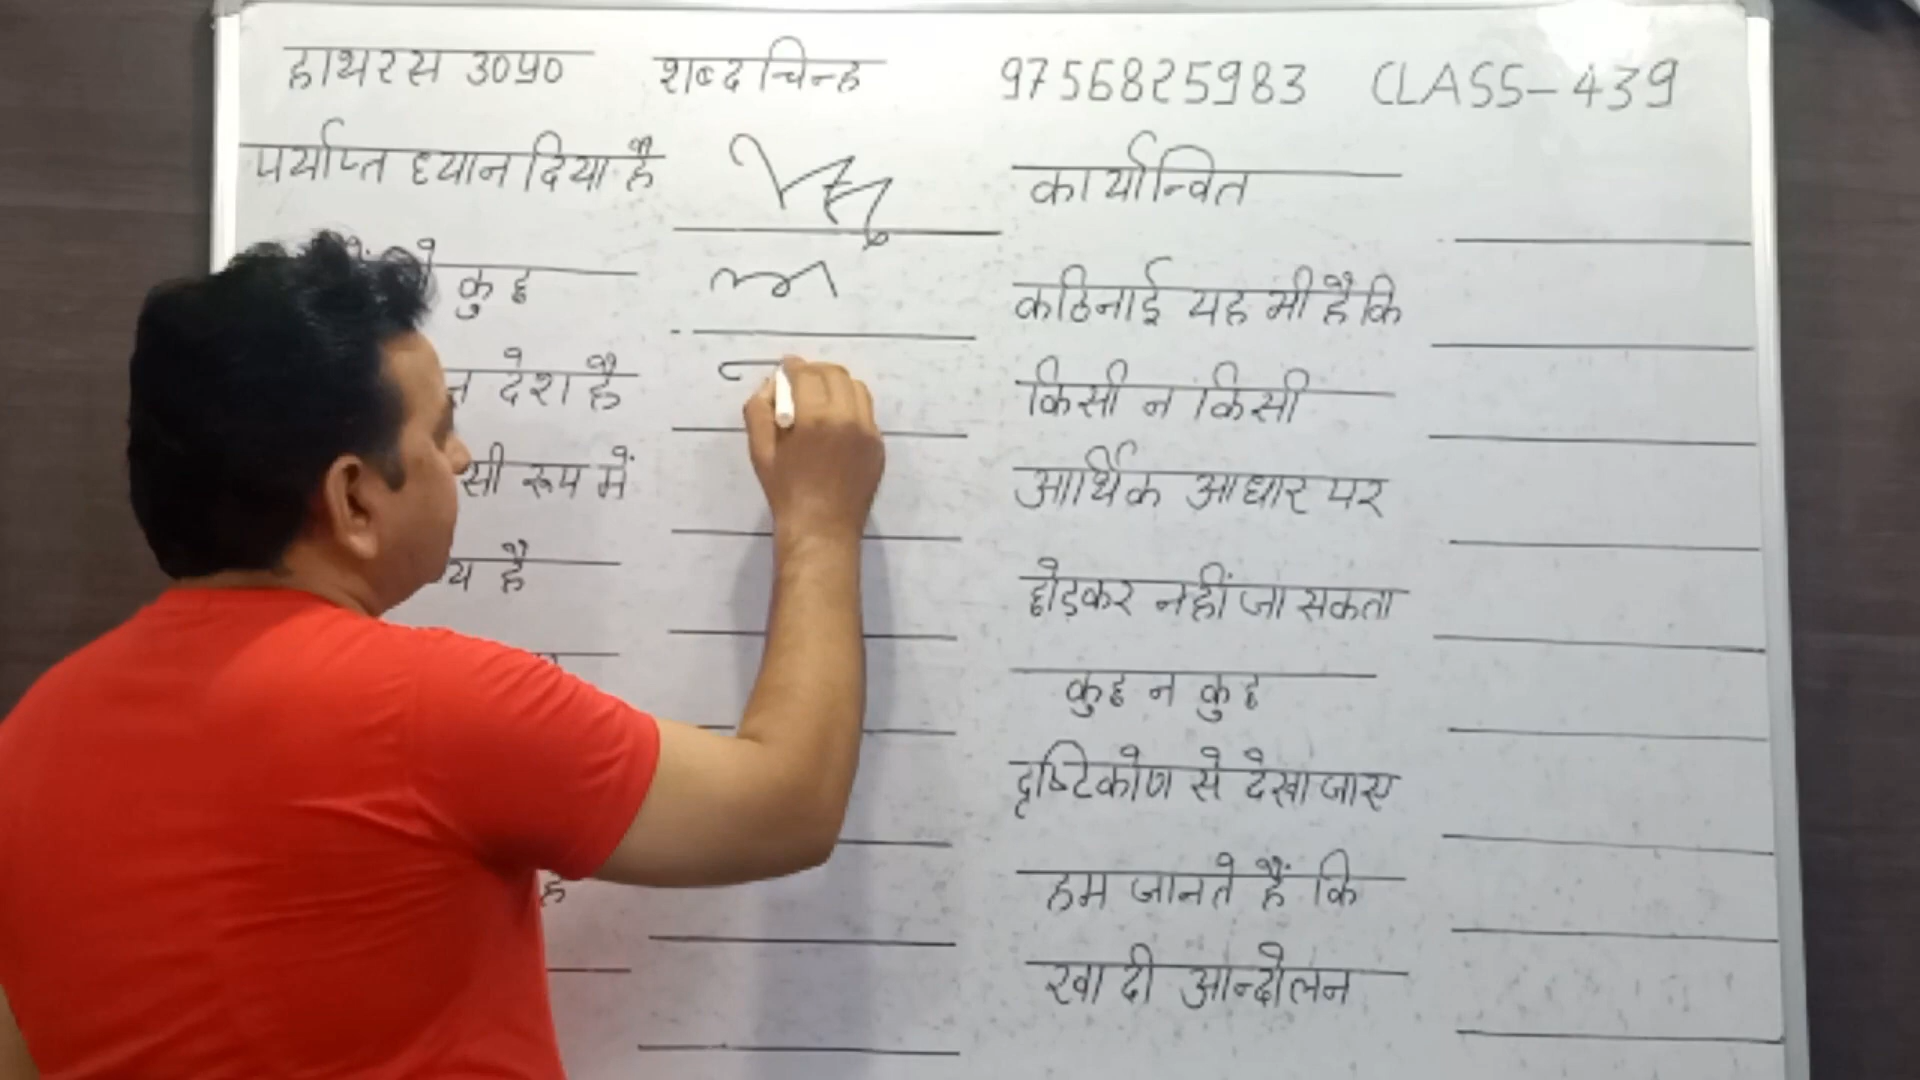 हाथरस उ०प्र० शब्द चिन्ह 9756825983 CLASS-439
पर्याप्त ध्यान दिया है
कार्यान्वित
कुछ
कठिनाई यह भी है कि
देश है
किसी न किसी
रूप में
आर्थिक आधार पर
है
छोड़कर नहीं जा सकता
कुछ न कुछ
दृष्टिकोण से देखा जाए
हम जानते हैं कि
खादी आन्दोलन